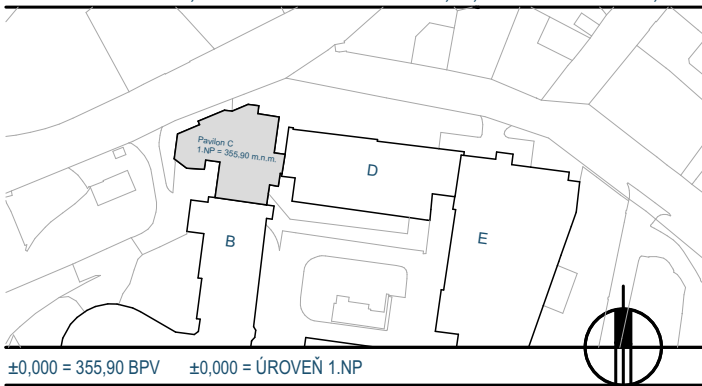 Pavilon C
1.NP = 355,90 m.n.m.
D
B
E
±0,000 = 355,90 BPV ±0,000 = ÚROVEŇ 1.NP